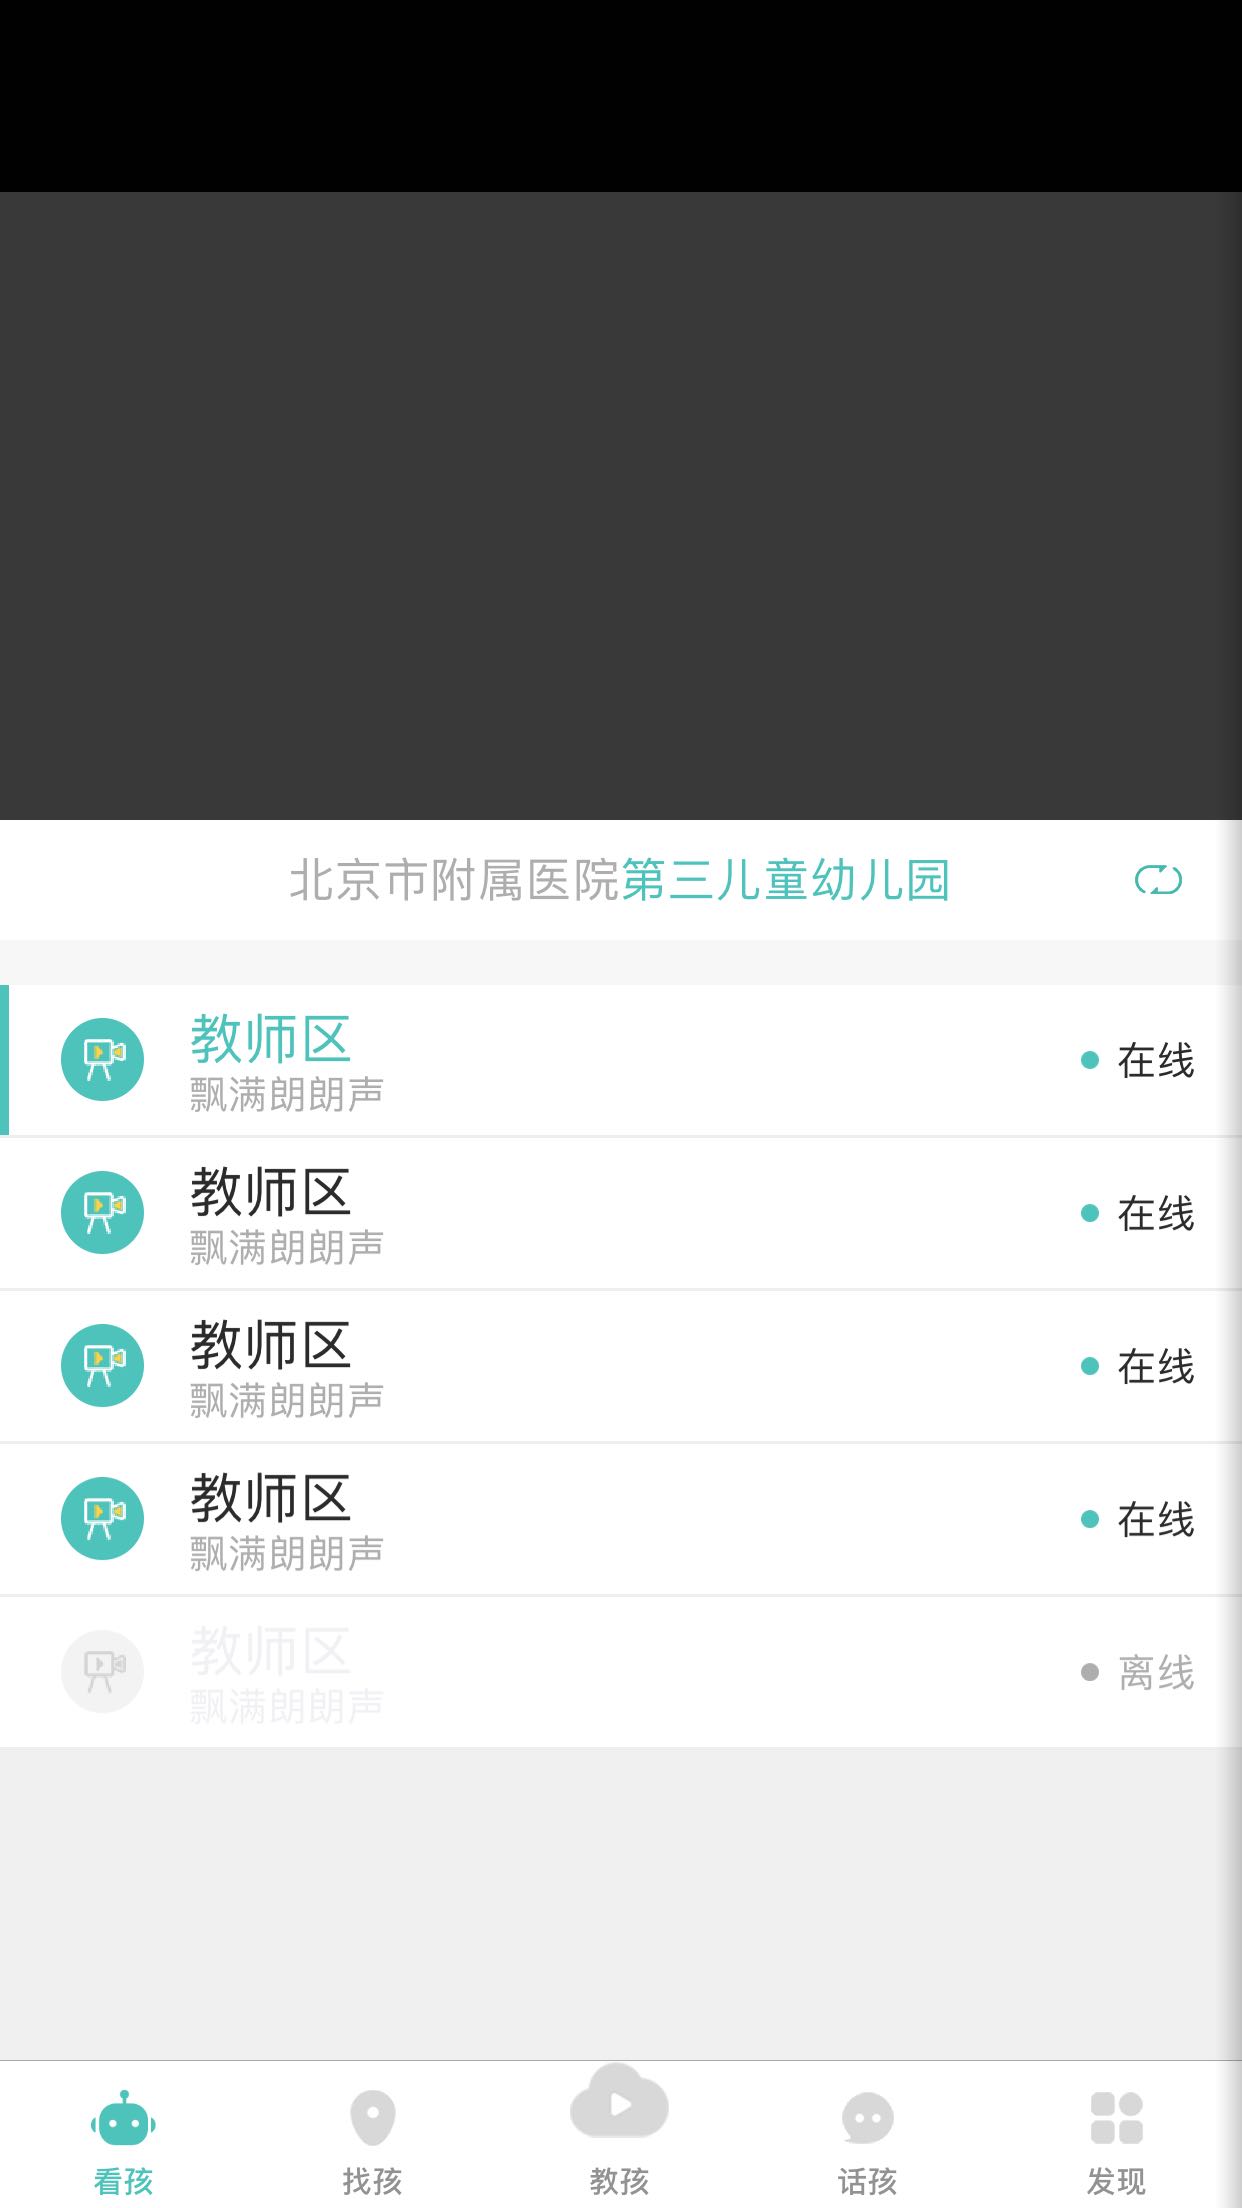 北京市附属医院第三儿童幼儿园
教师区
飘满朗朗声
在线
教师区
飘满朗朗声
在线
教师区
飘满朗朗声
在线
教师区
飘满朗朗声
在线
教师区
飘满朗朗声
离线
看孩
找孩
教孩
话孩
发现